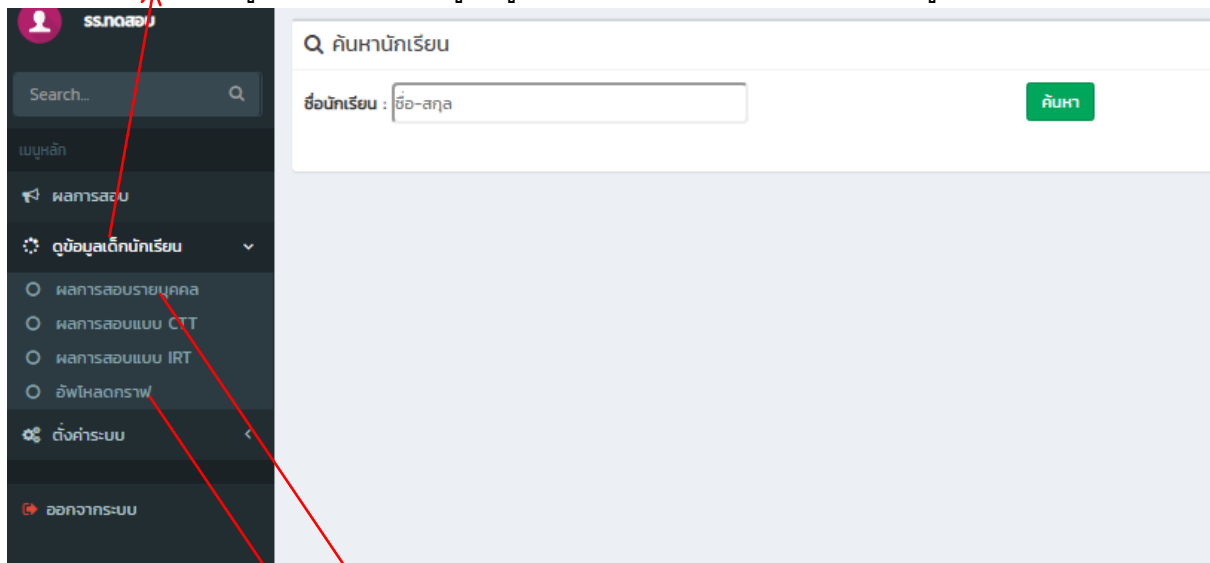 รร.ทดสอบ
Search...
เมนูหลัก
ผลการสอบ
ดูข้อมูลเด็กนักเรียน
ผลการสอบรายบุคคล
ผลการสอบแบบ CTT
ผลการสอบแบบ IRT
อัพโหลดกราฟ
ตั้งค่าระบบ
ออกจากระบบ
ค้นหานักเรียน
ชื่อนักเรียน : ชื่อ-สกุล
ค้นหา